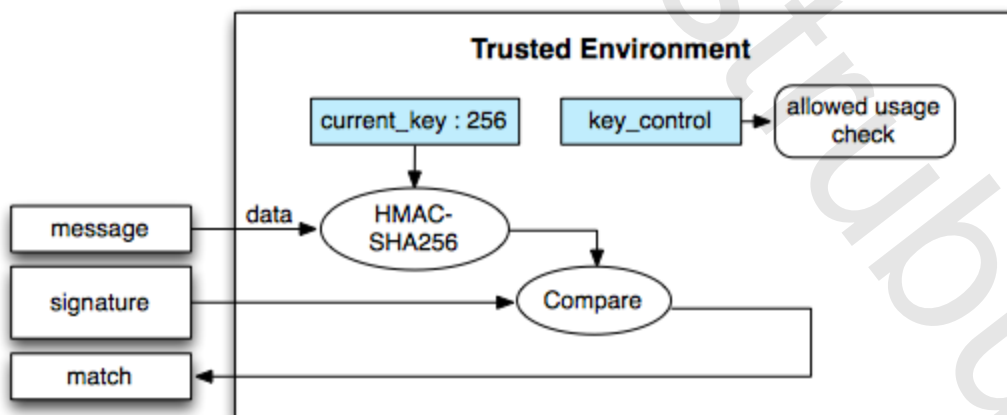 Trusted Environment
current_key : 256
key_control
allowed usage
check
data
message
HMAC-
SHA256
signature
Compare
match